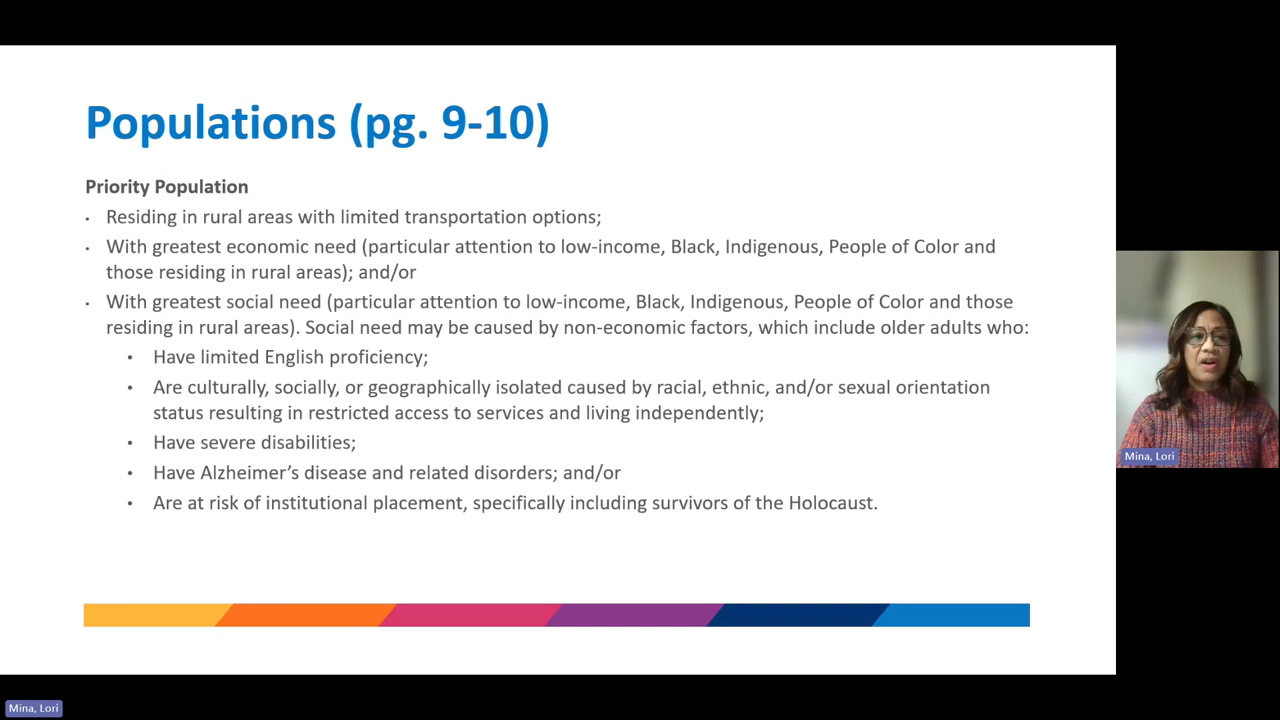 Populations (pg. 9-10)
Priority Population
• Residing in rural areas with limited transportation options;
• With greatest economic need (particular attention to low-income, Black, Indigenous, People of Color and
those residing in rural areas); and/or
• With greatest social need (particular attention to low-income, Black, Indigenous, People of Color and those
residing in rural areas). Social need may be caused by non-economic factors, which include older adults who:
• Have limited English proficiency;
• Are culturally, socially, or geographically isolated caused by racial, ethnic, and/or sexual orientation
status resulting in restricted access to services and living independently;
• Have severe disabilities;
• Have Alzheimer’s disease and related disorders; and/or
• Are at risk of institutional placement, specifically including survivors of the Holocaust.
Mina, Lori
Mina, Lori